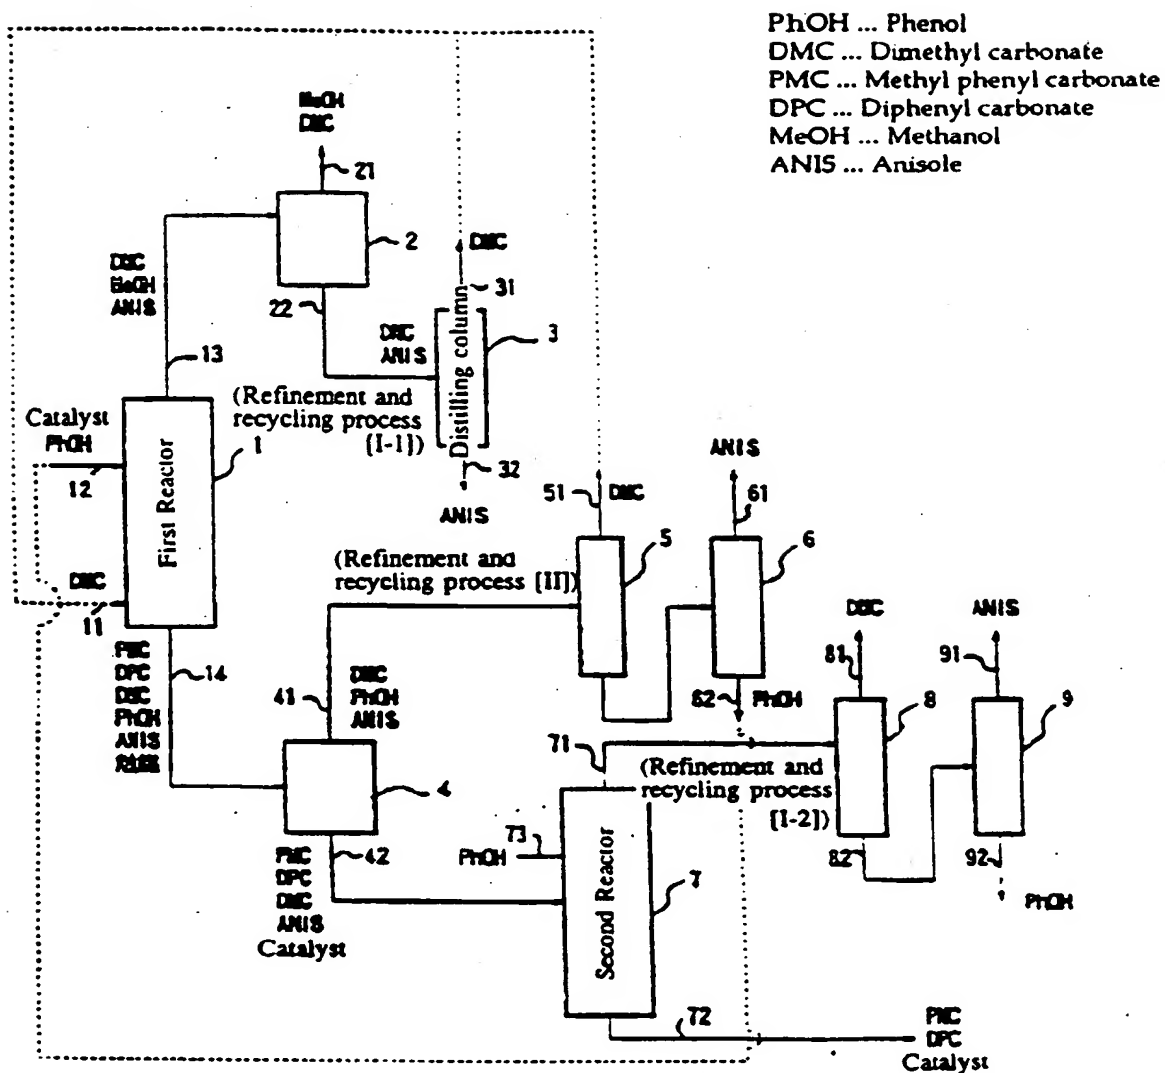 PhOH ... Phenol
DMC ... Dimethyl carbonate
PMC ... Methyl phenyl carbonate
DPC ... Diphenyl carbonate
MeOH ... Methanol
ANIS ... Anisole
MeOH
DMC
21
2
DMC
MeOH
ANIS
22
13
DMC
31
DMC
ANIS
Distilling column
3
(Refinement and
recycling process
[I-1])
32
ANIS
Catalyst
PhOH
12
First Reactor
1
DMC
11
PMC
DPC
DMC
PhOH
ANIS
14
(Refinement and
recycling process [II])
51
DMC
5
ANIS
61
6
62
PhOH
41
DMC
PhOH
ANIS
4
PMC
DPC
DMC
ANIS
Catalyst
42
71
(Refinement and
recycling process
[I-2])
DMC
81
8
82
ANIS
91
9
92
PhOH
PhOH
73
Second Reactor
7
72
PMC
DPC
Catalyst